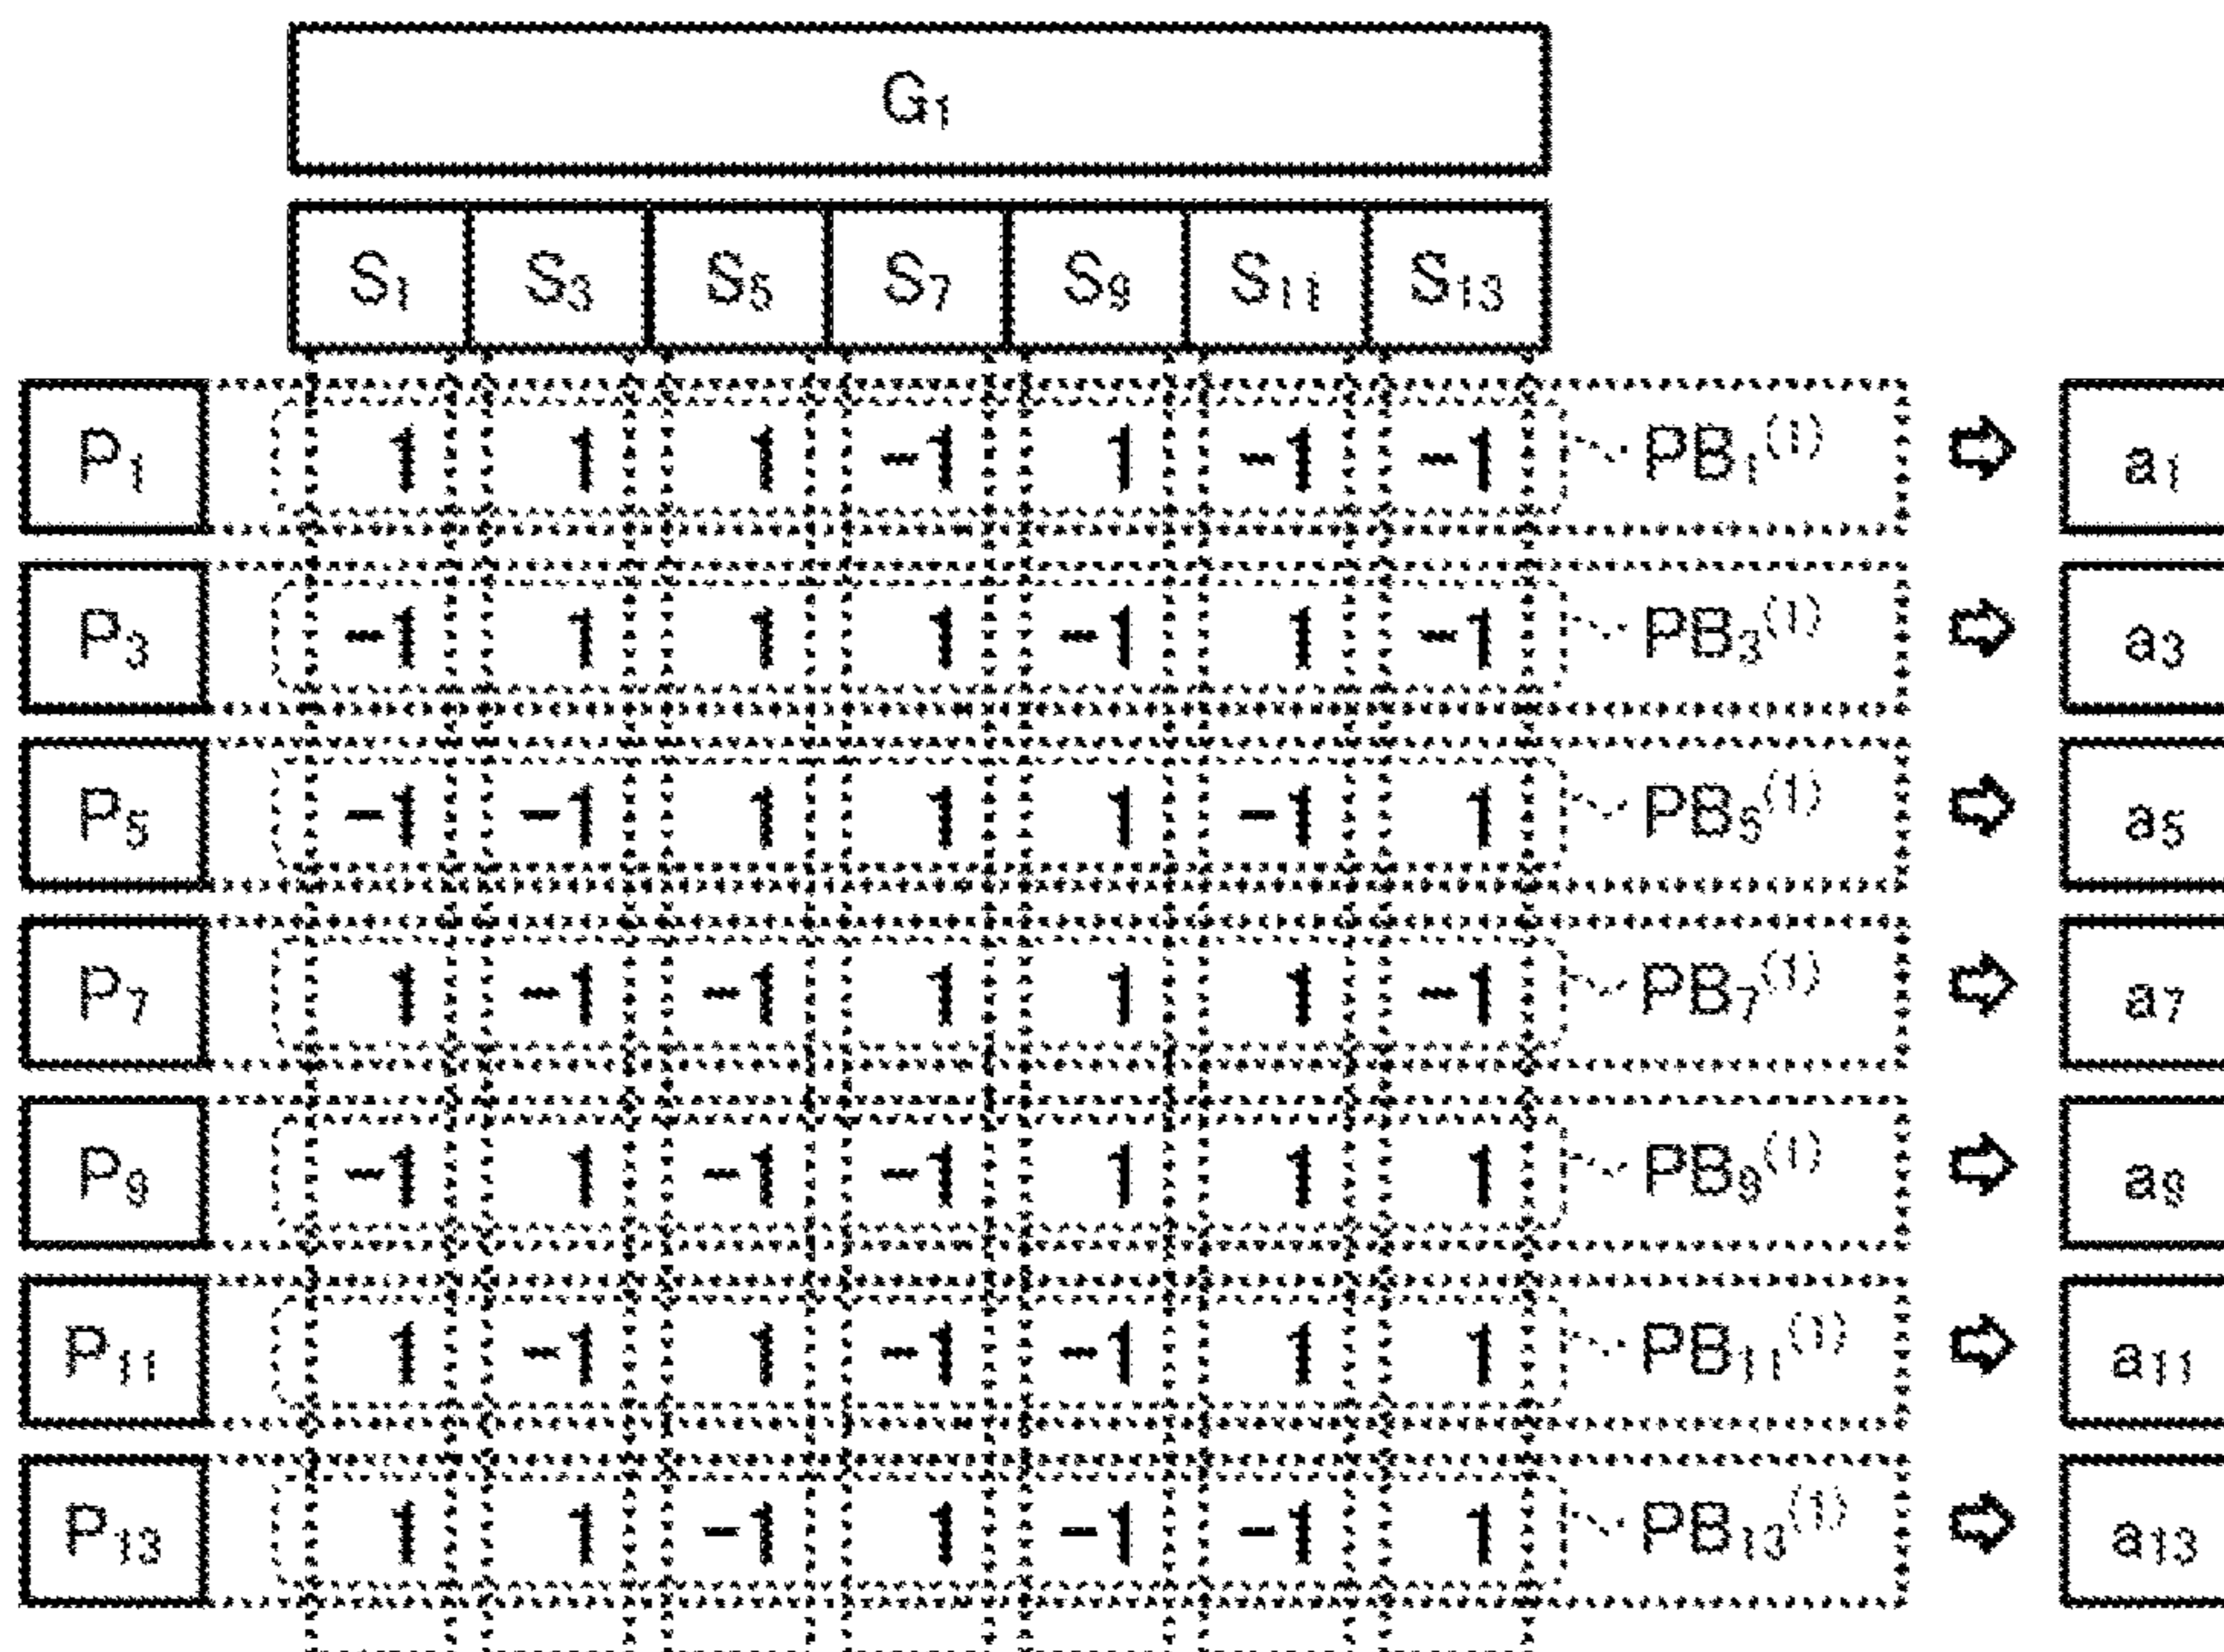 G₁
S₁ S₃ S₅ S₇ S₉ S₁₁ S₁₃
P₁ 1 1 1 -1 1 -1 -1 PB₁⁽¹⁾ ⇨ a₁
P₃ -1 1 1 1 -1 1 -1 PB₃⁽¹⁾ ⇨ a₃
P₅ -1 -1 1 1 1 -1 1 PB₅⁽¹⁾ ⇨ a₅
P₇ 1 -1 -1 1 1 1 -1 PB₇⁽¹⁾ ⇨ a₇
P₉ -1 1 -1 -1 1 1 1 PB₉⁽¹⁾ ⇨ a₉
P₁₁ 1 -1 1 -1 -1 1 1 PB₁₁⁽¹⁾ ⇨ a₁₁
P₁₃ 1 1 -1 1 -1 -1 1 PB₁₃⁽¹⁾ ⇨ a₁₃